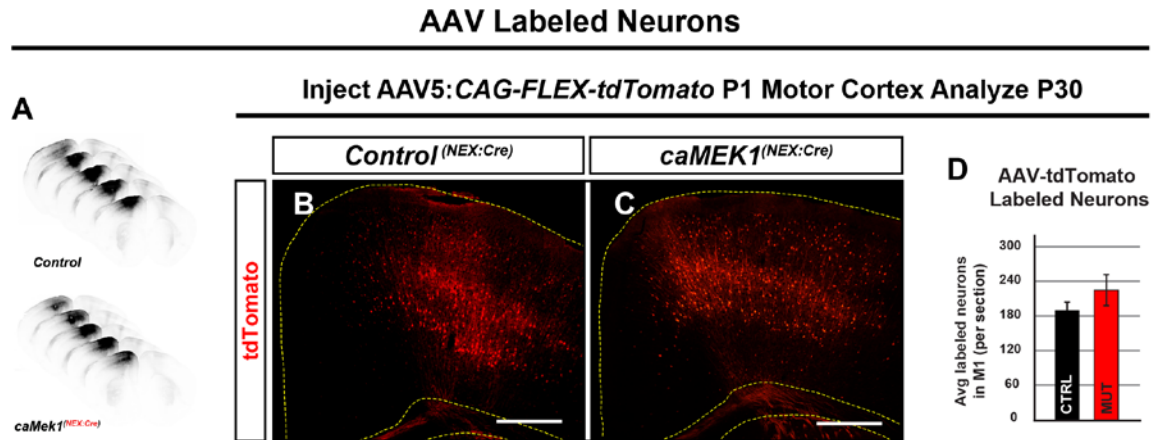 AAV Labeled Neurons
Inject AAV5:CAG-FLEX-tdTomato P1 Motor Cortex Analyze P30
A
Control
caMek1(NEX:Cre)
Control (NEX:Cre)
caMEK1(NEX:Cre)
tdTomato
B
C
D
AAV-tdTomato
Labeled Neurons
Avg labeled neurons
in M1 (per section)
300
240
180
120
60
0
CTRL
MUT